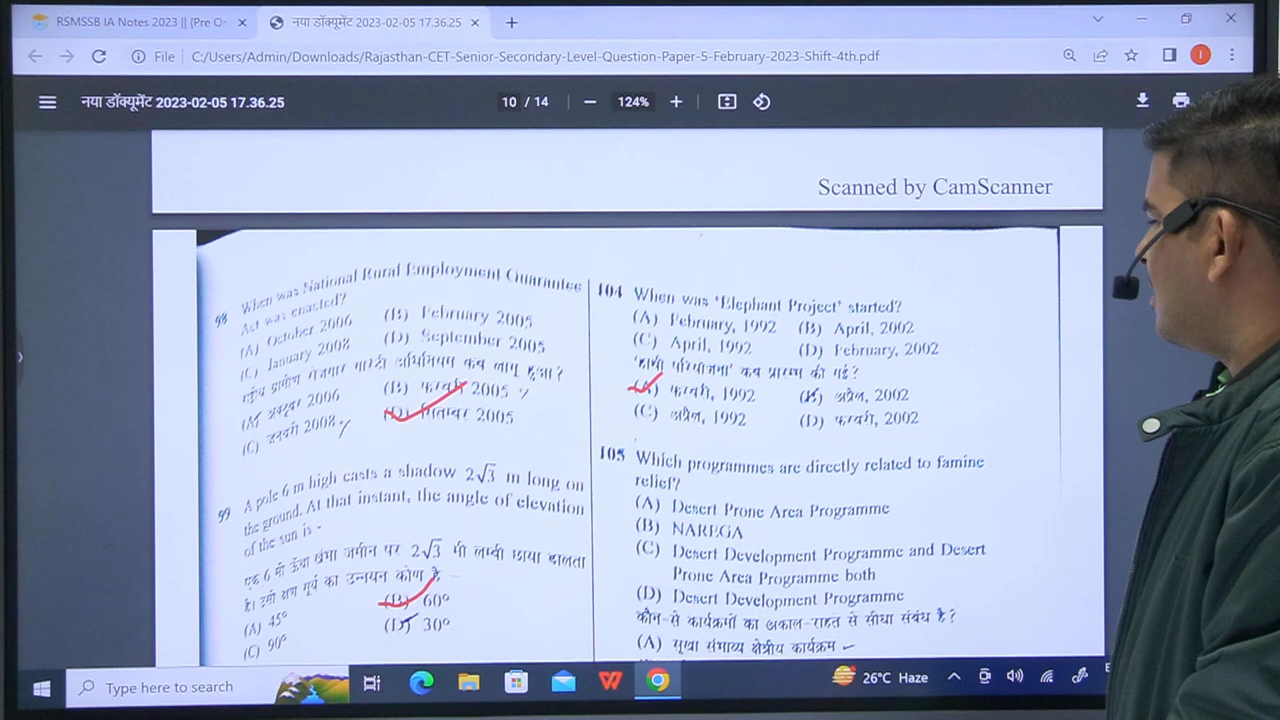 RSMSSB IA Notes 2023 || (Pre O
नया डॉक्यूमेंट 2023-02-05 17.36.25
File
C:/Users/Admin/Downloads/Rajasthan-CET-Senior-Secondary-Level-Question-Paper-5-February-2023-Shift-4th.pdf
नया डॉक्यूमेंट 2023-02-05 17.36.25
10 / 14
124%
Scanned by CamScanner
98 When was National Rural Employment Guarantee
Act was enacted?
(A) October 2006 (B) February 2005
(C) January 2008 (D) September 2005
राष्ट्रीय ग्रामीण रोजगार गारंटी अधिनियम कब लागू हुआ?
(A) अक्टूबर 2006 (B) फरवरी 2005
(C) जनवरी 2008 (D) सितम्बर 2005
99 A pole 6 m high casts a shadow 2√3 m long on
the ground. At that instant, the angle of elevation
of the sun is -
एक 6 मी ऊँचा खंभा जमीन पर 2√3 मी लम्बी छाया डालता
है। उसी क्षण सूर्य का उन्नयन कोण है –
(A) 45° (B) 60°
(C) 90° (D) 30°
104 When was 'Elephant Project' started?
(A) February, 1992 (B) April, 2002
(C) April, 1992 (D) February, 2002
'हाथी परियोजना' कब प्रारम्भ की गई?
(A) फरवरी, 1992 (B) अप्रैल, 2002
(C) अप्रैल, 1992 (D) फरवरी, 2002
105 Which programmes are directly related to famine
relief?
(A) Desert Prone Area Programme
(B) NAREGA
(C) Desert Development Programme and Desert
Prone Area Programme both
(D) Desert Development Programme
कौन-से कार्यक्रमों का अकाल-राहत से सीधा संबंध है?
(A) सूखा संभाव्य क्षेत्रीय कार्यक्रम
Type here to search
26°C Haze